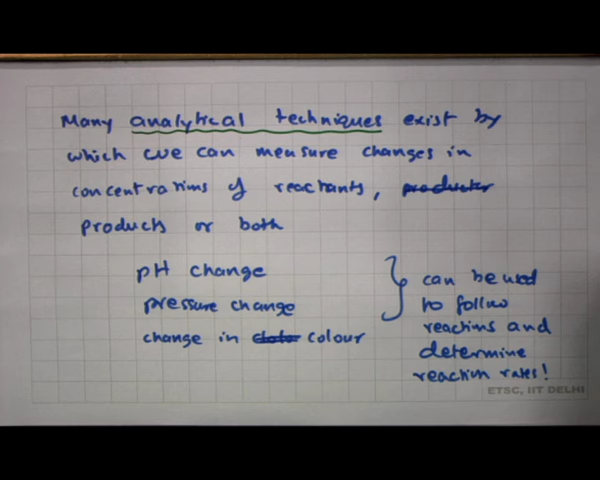 Many analytical techniques exist by
which we can measure changes in
concentrations of reactants,
products or both
pH change
pressure change
change in colour
can be used
to follow
reactions and
determine
reaction rates!
ETSC, IIT DELHI